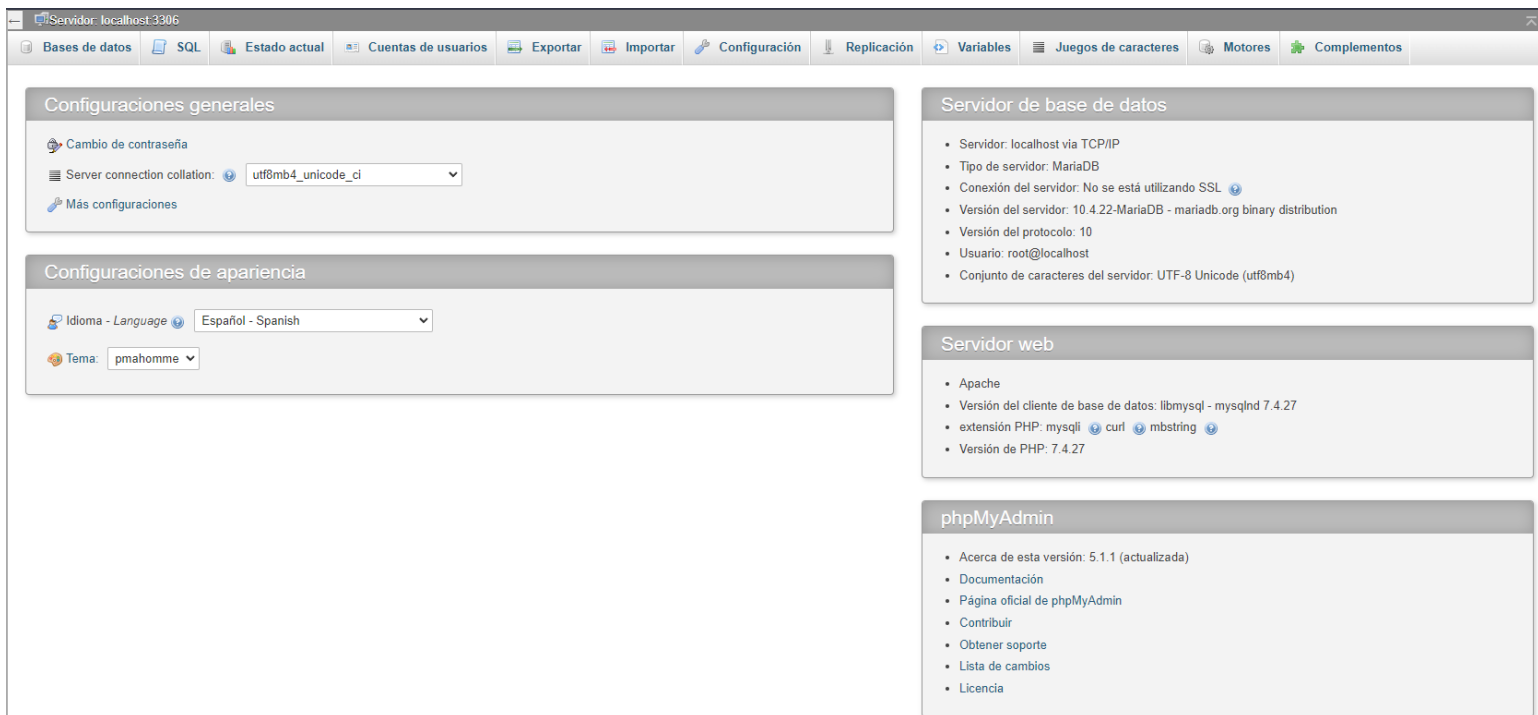 Servidor: localhost:3306
Bases de datos SQL Estado actual Cuentas de usuarios Exportar Importar Configuración Replicación Variables Juegos de caracteres Motores Complementos
Configuraciones generales
Cambio de contraseña
Server connection collation: utf8mb4_unicode_ci
Más configuraciones
Configuraciones de apariencia
Idioma - Language Español - Spanish
Tema: pmahomme
Servidor de base de datos
Servidor: localhost via TCP/IP
Tipo de servidor: MariaDB
Conexión del servidor: No se está utilizando SSL
Versión del servidor: 10.4.22-MariaDB - mariadb.org binary distribution
Versión del protocolo: 10
Usuario: root@localhost
Conjunto de caracteres del servidor: UTF-8 Unicode (utf8mb4)
Servidor web
Apache
Versión del cliente de base de datos: libmysql - mysqlnd 7.4.27
extensión PHP: mysqli curl mbstring
Versión de PHP: 7.4.27
phpMyAdmin
Acerca de esta versión: 5.1.1 (actualizada)
Documentación
Página oficial de phpMyAdmin
Contribuir
Obtener soporte
Lista de cambios
Licencia